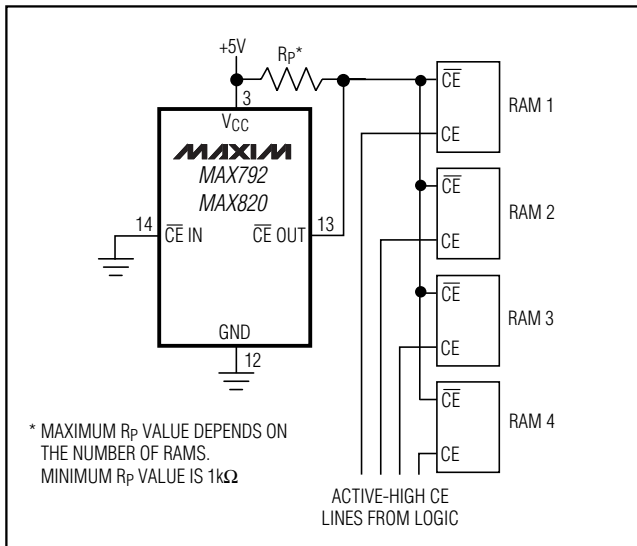 +5V
RP*
3
VCC
MAXIM
MAX792
MAX820
14
CE IN
CE OUT
13
GND
12
CE
CE
RAM 1
CE
CE
RAM 2
CE
CE
RAM 3
CE
CE
RAM 4
* MAXIMUM RP VALUE DEPENDS ON
THE NUMBER OF RAMS.
MINIMUM RP VALUE IS 1kΩ
ACTIVE-HIGH CE
LINES FROM LOGIC